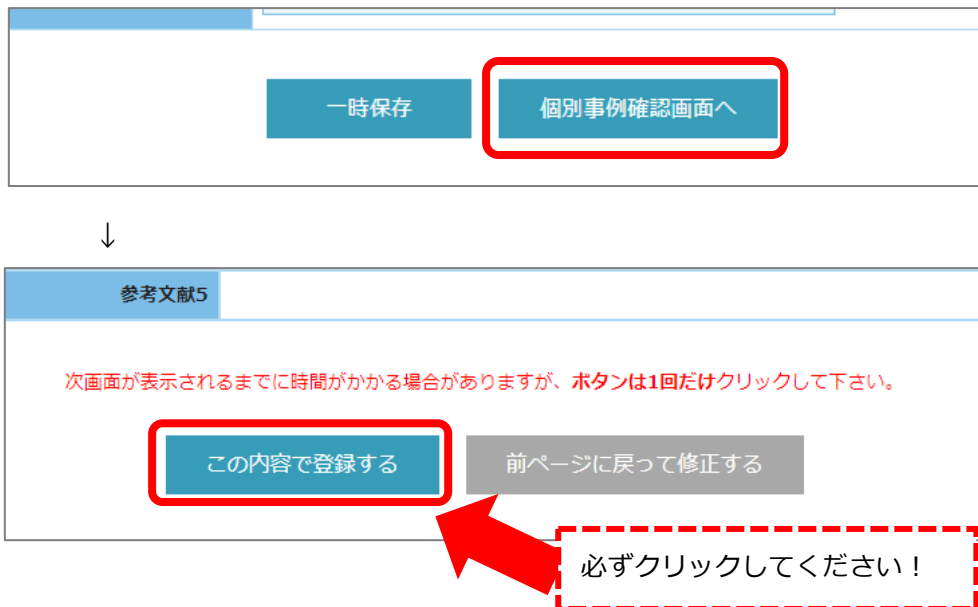 一時保存
個別事例確認画面へ
↓
参考文献5
次画面が表示されるまでに時間がかかる場合がありますが、ボタンは1回だけクリックして下さい。
この内容で登録する
前ページに戻って修正する
必ずクリックしてください！